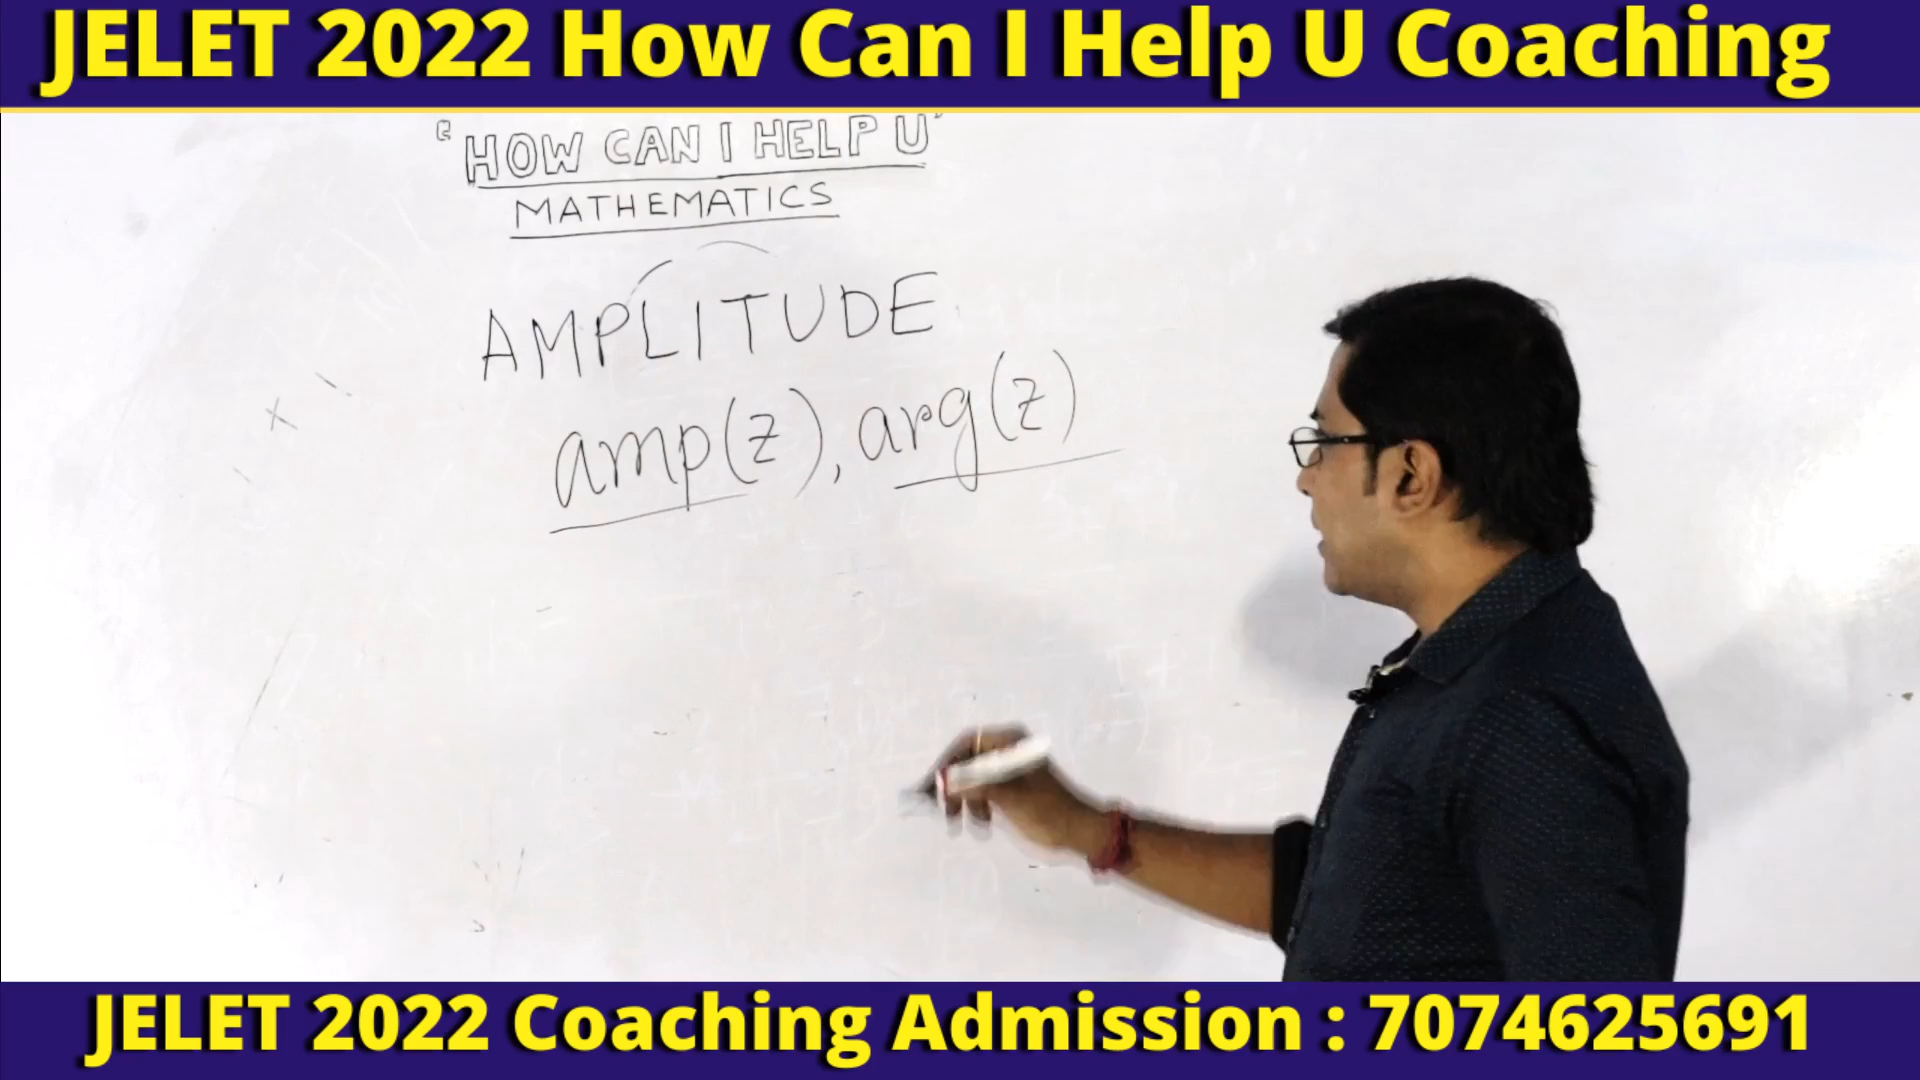 JELET 2022 How Can I Help U Coaching
"HOW CAN I HELP U"
MATHEMATICS
AMPLITUDE
amp(z), arg(z)
x
JELET 2022 Coaching Admission : 7074625691